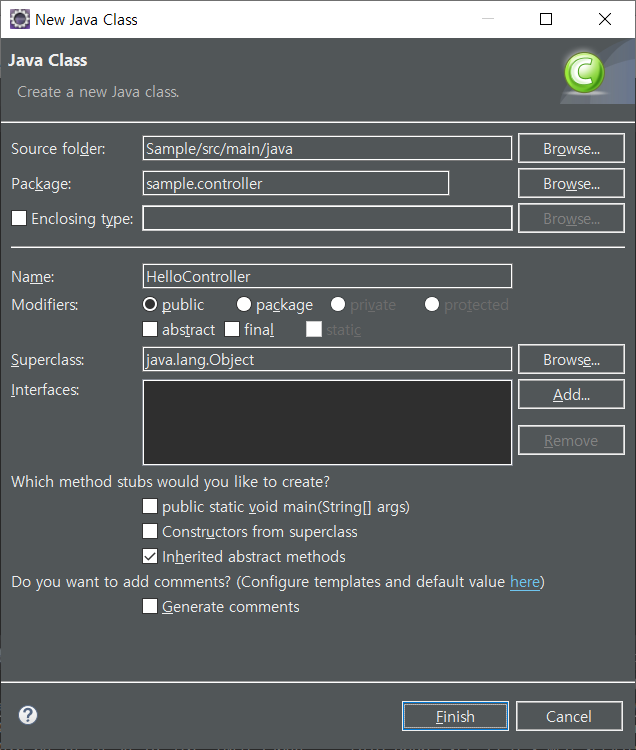 New Java Class
Java Class
Create a new Java class.
Source folder: Sample/src/main/java Browse...
Package: sample.controller Browse...
Enclosing type: Browse...
Name: HelloController
Modifiers: public package private protected
abstract final static
Superclass: java.lang.Object Browse...
Interfaces: Add...
Remove
Which method stubs would you like to create?
public static void main(String[] args)
Constructors from superclass
Inherited abstract methods
Do you want to add comments? (Configure templates and default value here)
Generate comments
? Finish Cancel